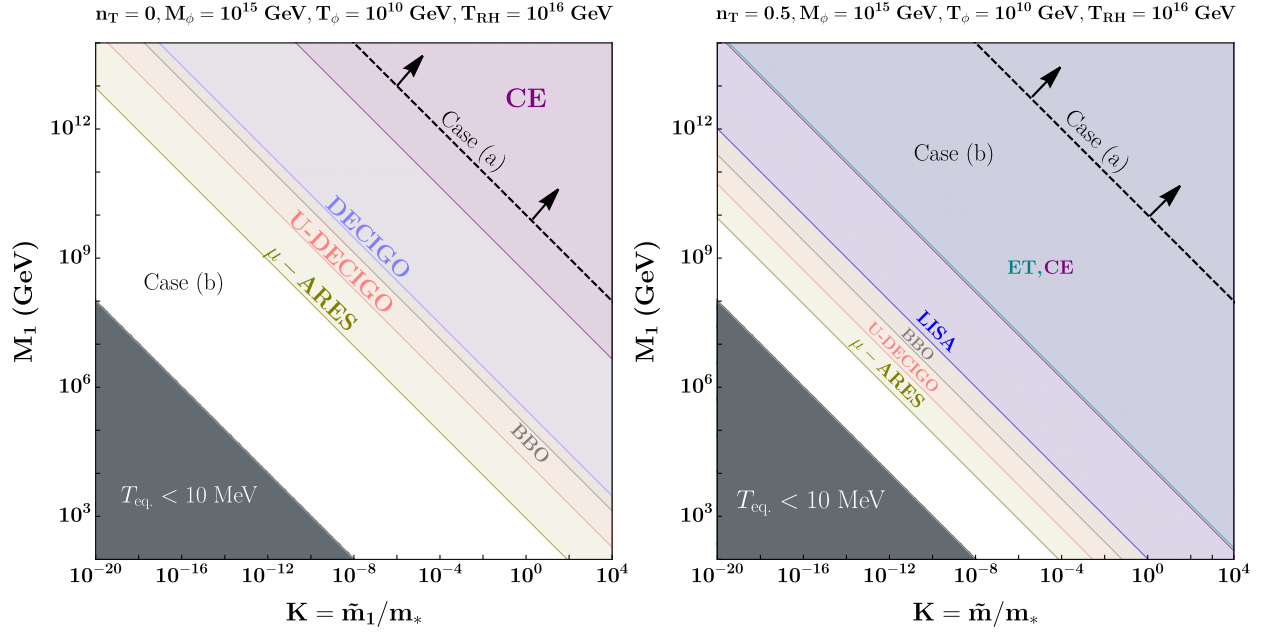 n_T = 0, M_ϕ = 10^15 GeV, T_ϕ = 10^10 GeV, T_RH = 10^16 GeV
M_1 (GeV)
10^12
10^9
10^6
10^3
CE
Case (a)
DECIGO
U-DECIGO
μ − ARES
Case (b)
BBO
T_eq. < 10 MeV
10^−20 10^−16 10^−12 10^−8 10^−4 10^0 10^4
K = m̃_1/m_*
n_T = 0.5, M_ϕ = 10^15 GeV, T_ϕ = 10^10 GeV, T_RH = 10^16 GeV
M_1 (GeV)
10^12
10^9
10^6
10^3
Case (a)
Case (b)
ET, CE
LISA
BBO
U-DECIGO
μ − ARES
T_eq. < 10 MeV
10^−20 10^−16 10^−12 10^−8 10^−4 10^0 10^4
K = m̃/m_*